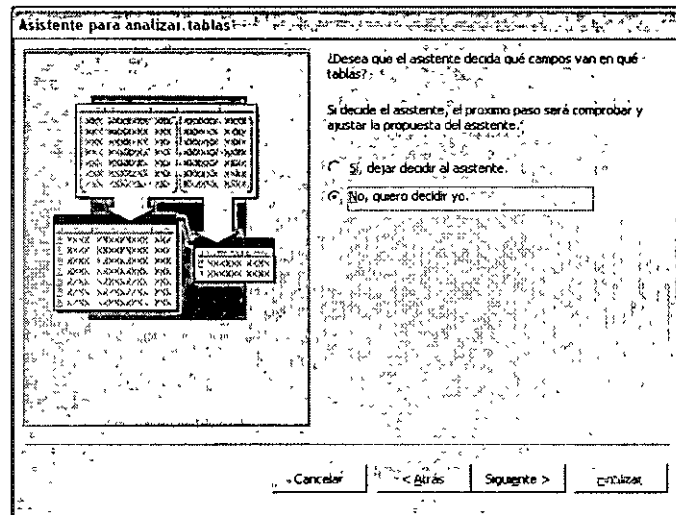 Asistente para analizar tablas
¿Desea que el asistente decida qué campos van en qué
tablas?
Si decide el asistente, el proximo paso será comprobar y
ajustar la propuesta del asistente.
Sí, dejar decidir al asistente.
No, quiero decidir yo.
Cancelar
< Atrás
Siguiente >